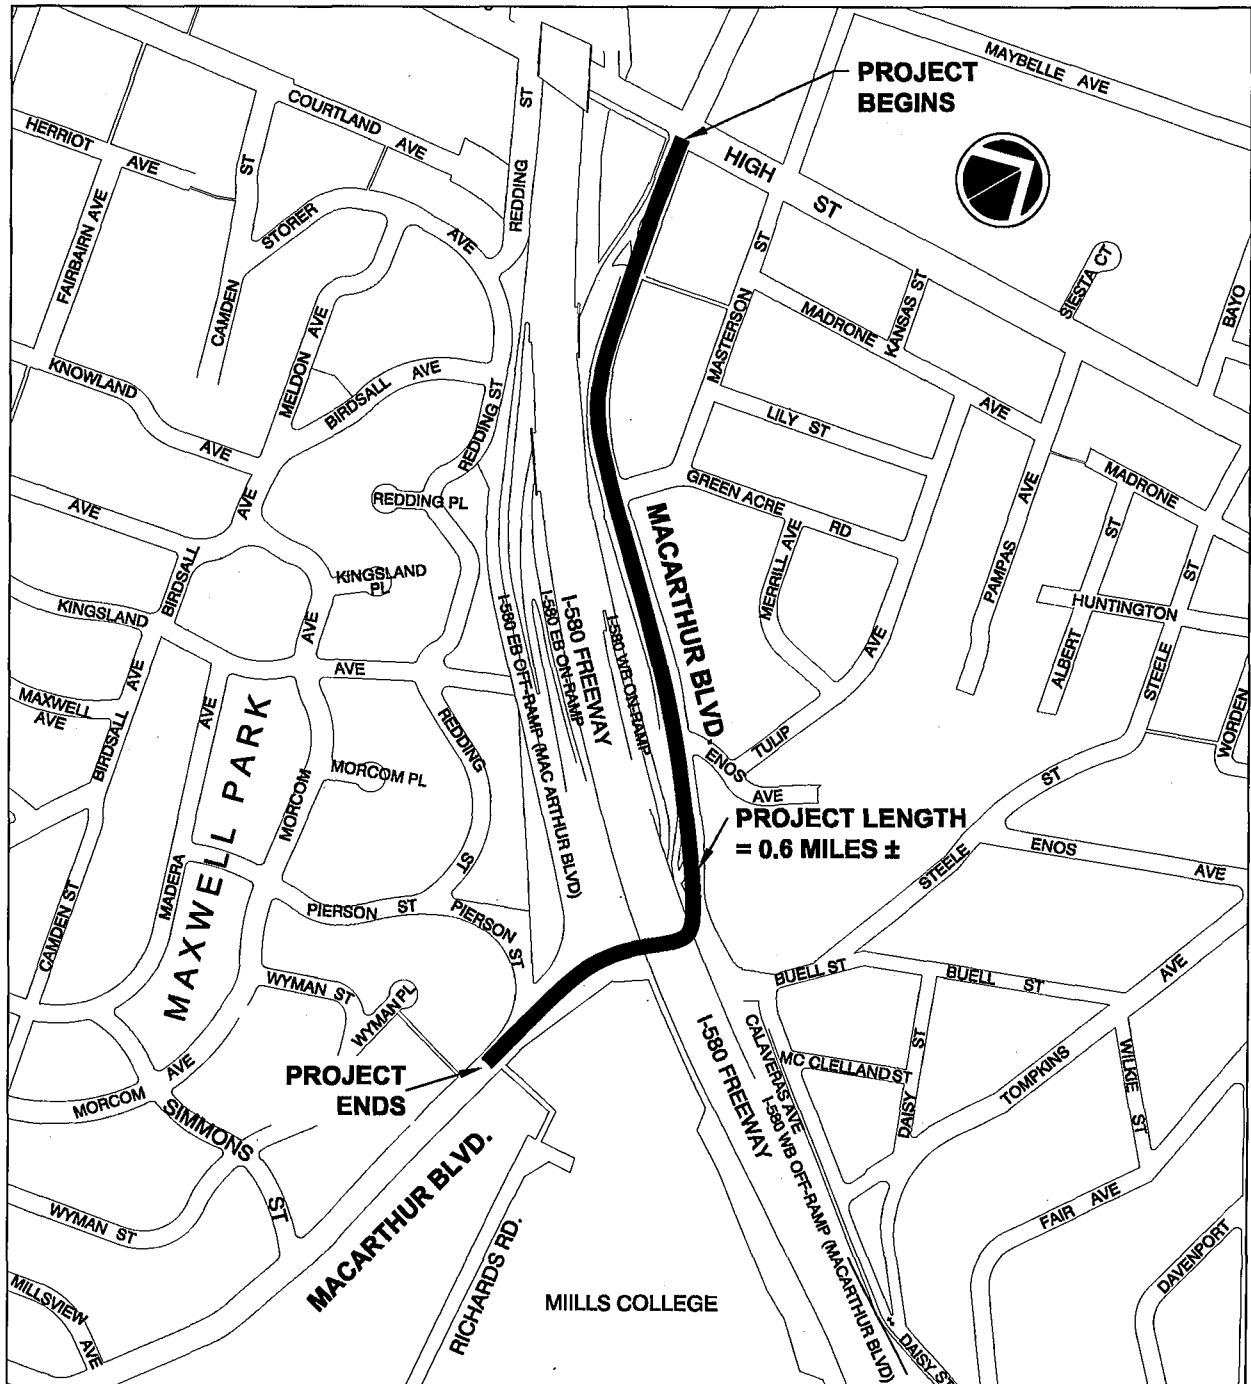 MAYBELLE AVE
PROJECT
BEGINS
COURTLAND AVE
ST
HERRIOT AVE
HIGH ST
REDDING
ST
FAIRBAIRN AVE
STORER AVE
CAMDEN
ST
SIESTA CT
BAYO
KANSAS ST
MASTERSON
ST
MADRONE AVE
MELDON AVE
KNOWLAND AVE
BIRDSALL AVE
REDDING ST
LILY ST
MADRONE
ST
GREEN ACRE RD
REDDING PL
AVE
AVE
MACARTHUR BLVD.
MERRILL AVE
PAMPAS AVE
ST
BIRDSALL
KINGSLAND
PL
KINGSLAND AVE
AVE
HUNTINGTON
ALBERT
STEELE
I-580 EB OFF-RAMP (MAC ARTHUR BLVD)
I-580 EB ON-RAMP
I-580 FREEWAY
I-580 WB ON-RAMP
MAXWELL
AVE
BIRDSALL AVE
AVE
MAXWELL PARK
REDDING
ST
TULIP AVE
WORDEN
ENOS
AVE
MORCOM PL
MORCOM
PROJECT LENGTH
= 0.6 MILES ±
STEELE ST
ENOS AVE
MADERA
PIERSON ST
PIERSON ST
CAMDEN ST
WYMAN ST
WYMAN PL
BUELL ST
BUELL ST
AVE
PROJECT
ENDS
MORCOM AVE
SIMMONS
ST
I-580 FREEWAY
CALAVERAS AVE
I-580 WB OFF-RAMP (MACARTHUR BLVD)
MC CLELLAND ST
DAISY ST
TOMPKINS
WILKIE ST
MACARTHUR BLVD.
WYMAN ST
RICHARDS RD.
FAIR AVE
DAVENPORT
MILLSVIEW AVE
MIILLS COLLEGE
DAISY ST